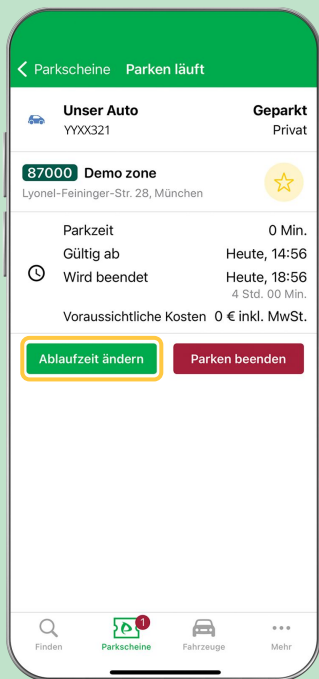 Parkscheine Parken läuft
Unser Auto Geparkt
YYXX321 Privat
87000 Demo zone
Lyonel-Feininger-Str. 28, München
Parkzeit 0 Min.
Gültig ab Heute, 14:56
Wird beendet Heute, 18:56
4 Std. 00 Min.
Voraussichtliche Kosten 0 € inkl. MwSt.
Ablaufzeit ändern Parken beenden
1
Finden Parkscheine Fahrzeuge Mehr